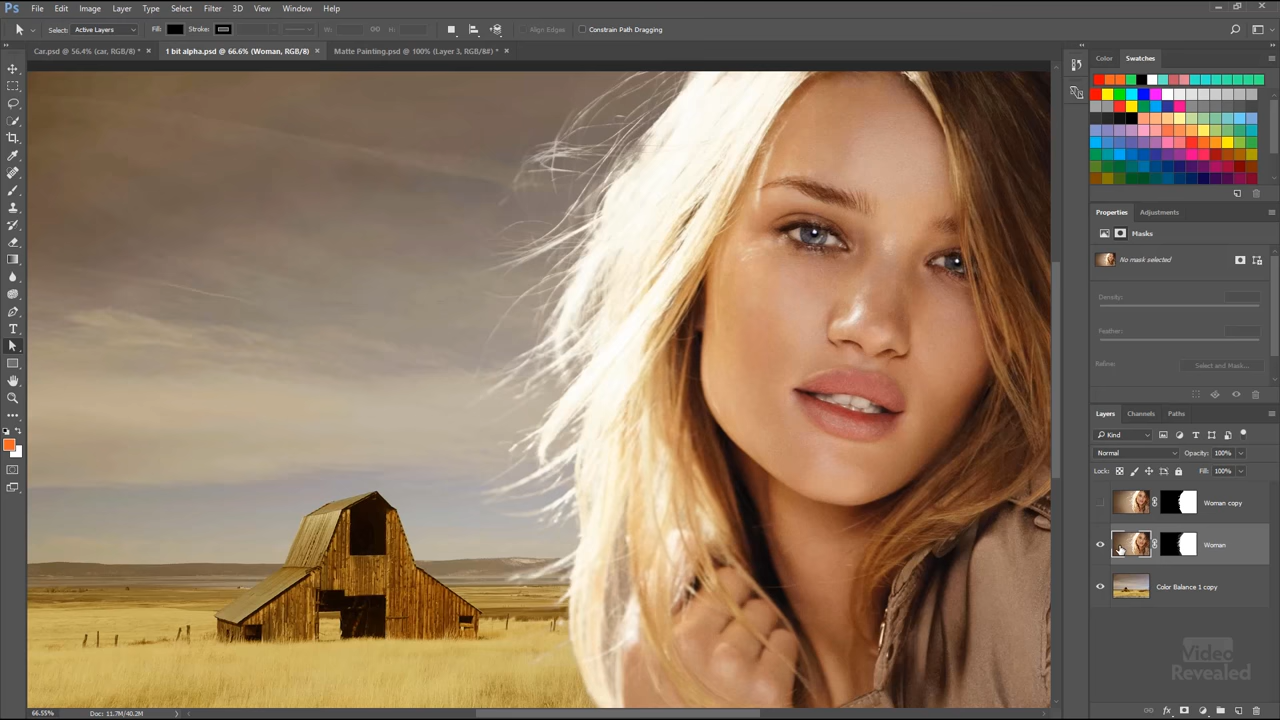 Ps File Edit Image Layer Type Select Filter 3D View Window Help
Select: Active Layers Fill: Stroke: W: H: Align Edges Constrain Path Dragging
Car.psd @ 56.4% (car, RGB/8) * × 1 bit alpha.psd @ 66.6% (Woman, RGB/8) × Matte Painting.psd @ 100% (Layer 3, RGB/8#) * ×
Color Swatches
Properties Adjustments
Masks
No mask selected
Density:
Feather:
Refine: Select and Mask...
Layers Channels Paths
Kind
Normal Opacity: 100%
Lock: Fill: 100%
Woman copy
Woman
Color Balance 1 copy
Video
Revealed
66.55% Doc: 11.7M/40.2M